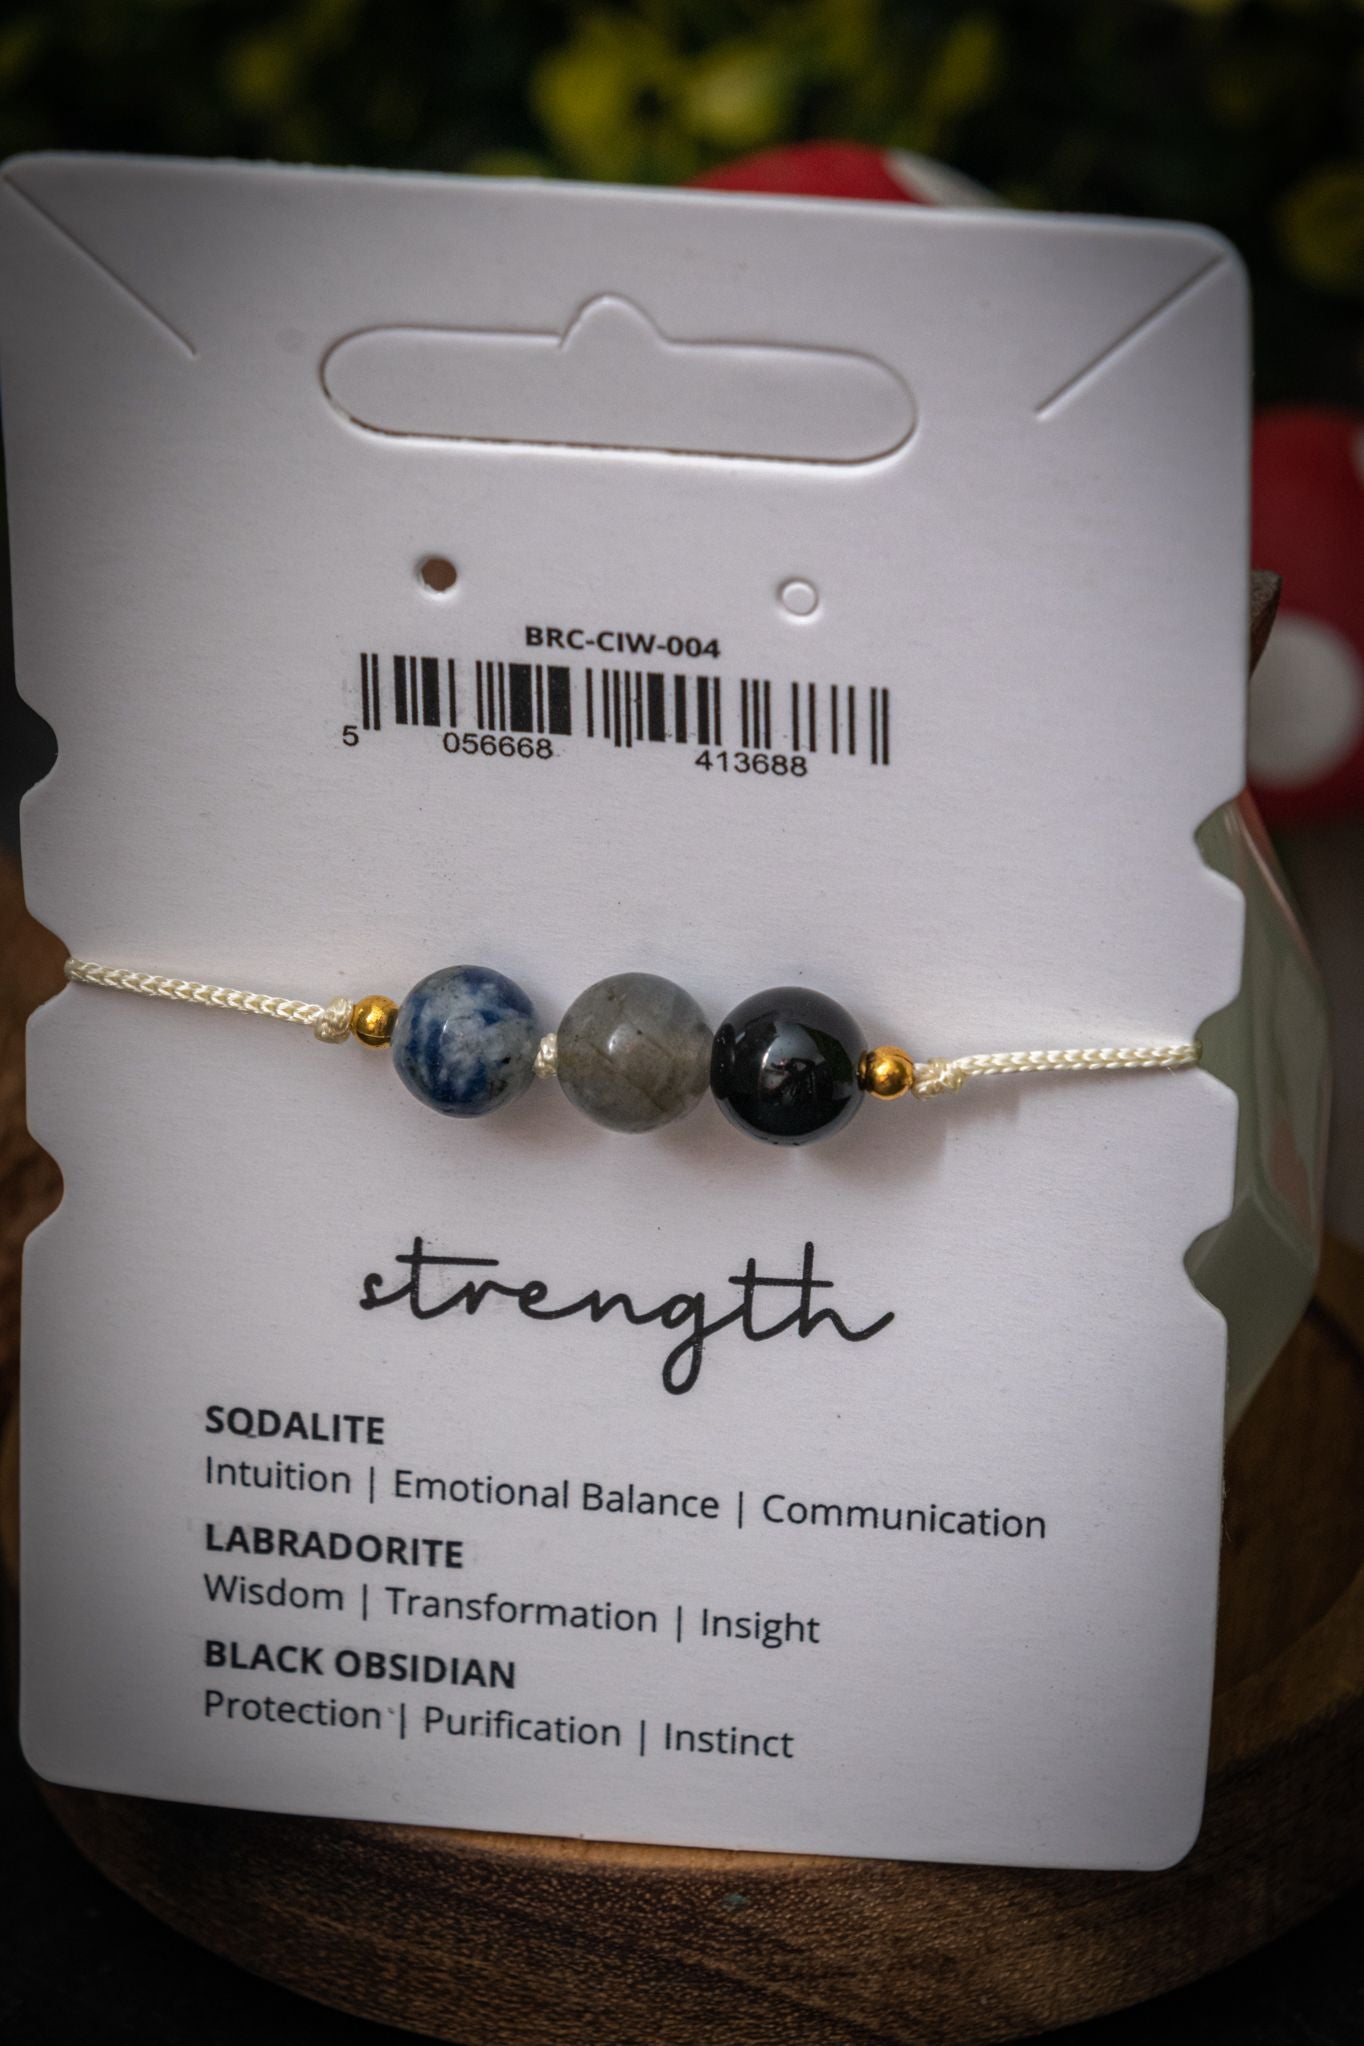 BRC-CIW-004
5 056668 413688
strength
SODALITE
Intuition | Emotional Balance | Communication
LABRADORITE
Wisdom | Transformation | Insight
BLACK OBSIDIAN
Protection | Purification | Instinct